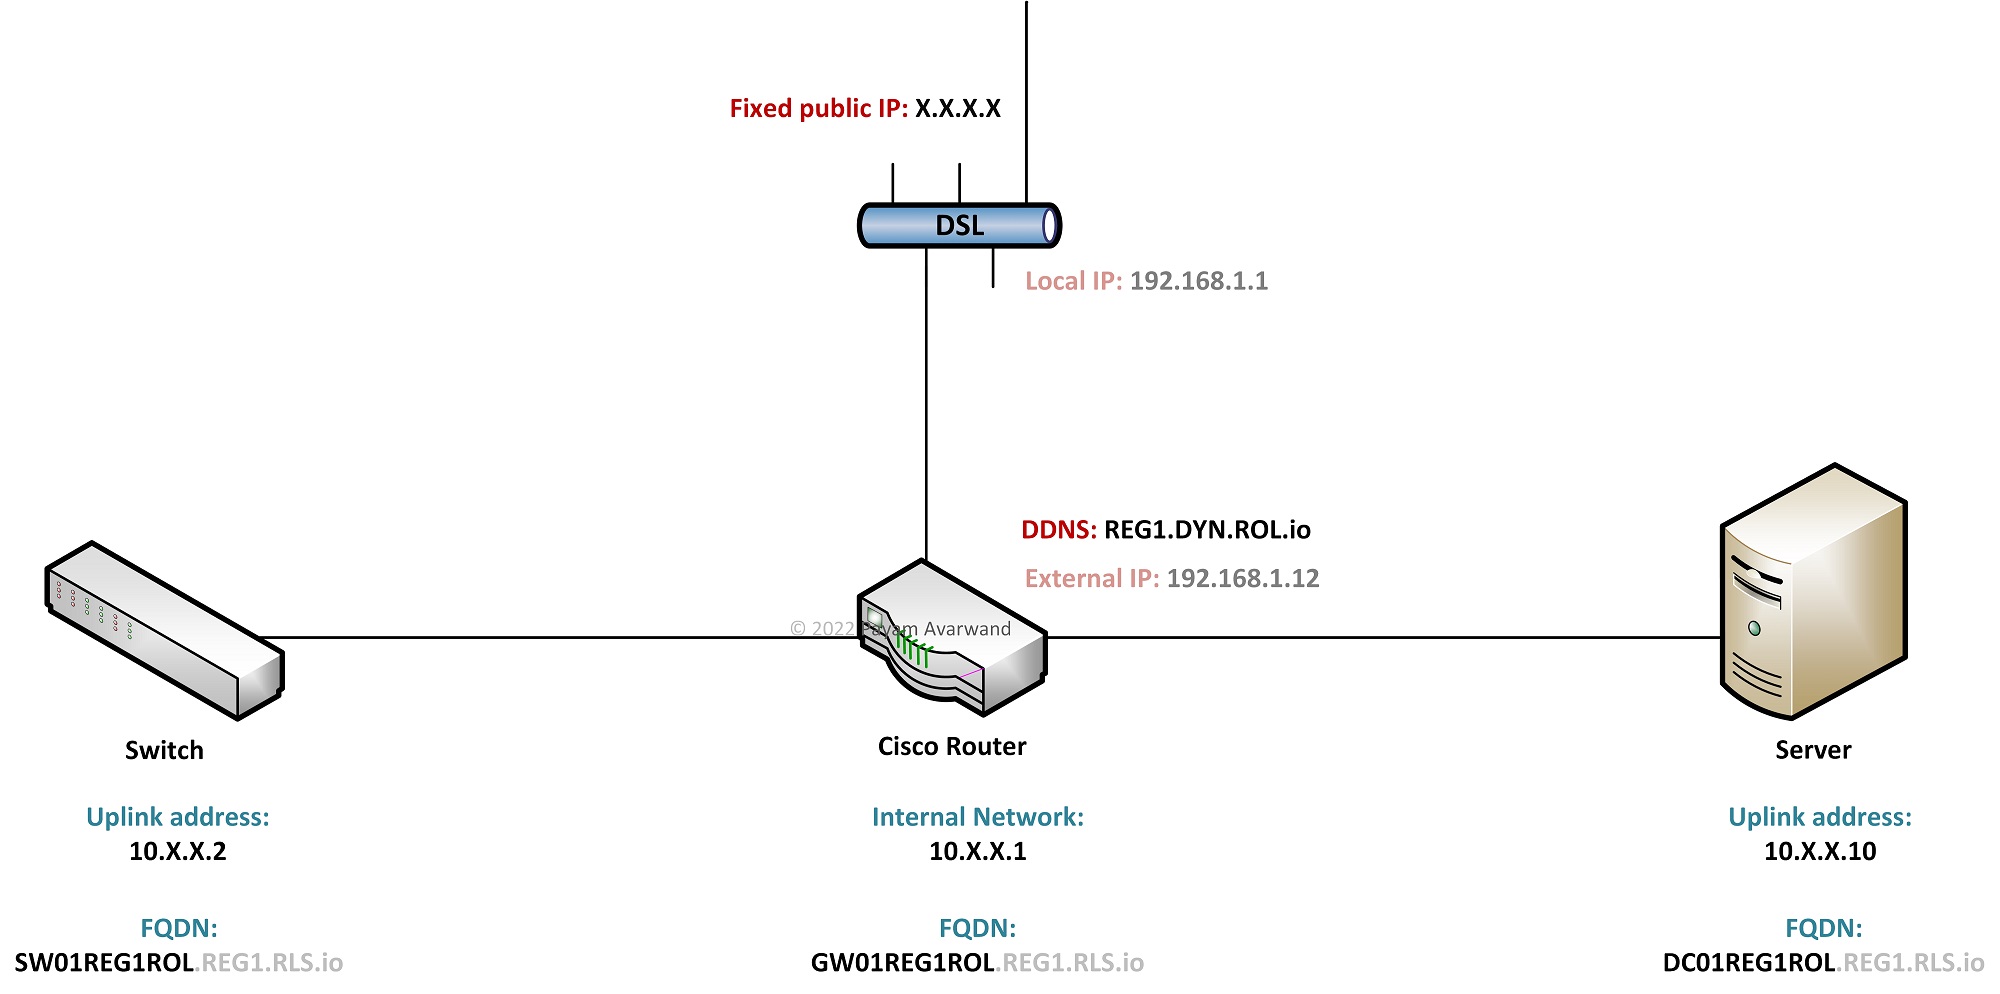 Fixed public IP: X.X.X.X
DSL
Local IP: 192.168.1.1
DDNS: REG1.DYN.ROL.io
External IP: 192.168.1.12
© 2022 Payam Avarwand
Switch
Cisco Router
Server
Uplink address:
10.X.X.2
Internal Network:
10.X.X.1
Uplink address:
10.X.X.10
FQDN:
SW01REG1ROL.REG1.RLS.io
FQDN:
GW01REG1ROL.REG1.RLS.io
FQDN:
DC01REG1ROL.REG1.RLS.io